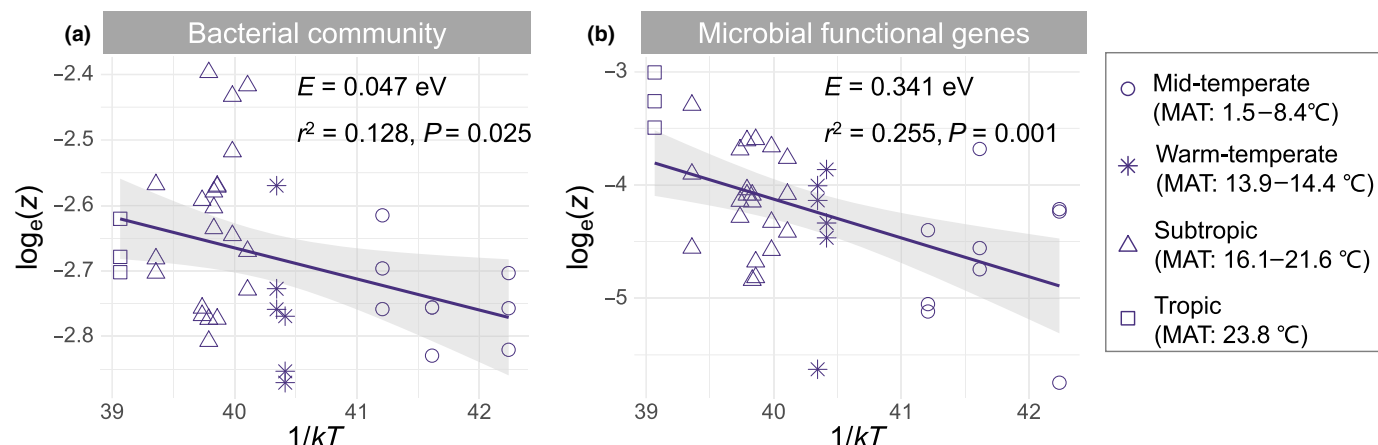 (a)
Bacterial community
E = 0.047 eV
r² = 0.128, P = 0.025
logₑ(z)
−2.4
−2.5
−2.6
−2.7
−2.8
39
40
41
42
1/kT
(b)
Microbial functional genes
E = 0.341 eV
r² = 0.255, P = 0.001
logₑ(z)
−3
−4
−5
39
40
41
42
1/kT
Mid-temperate
(MAT: 1.5−8.4℃)
Warm-temperate
(MAT: 13.9−14.4 ℃)
Subtropic
(MAT: 16.1−21.6 ℃)
Tropic
(MAT: 23.8 ℃)